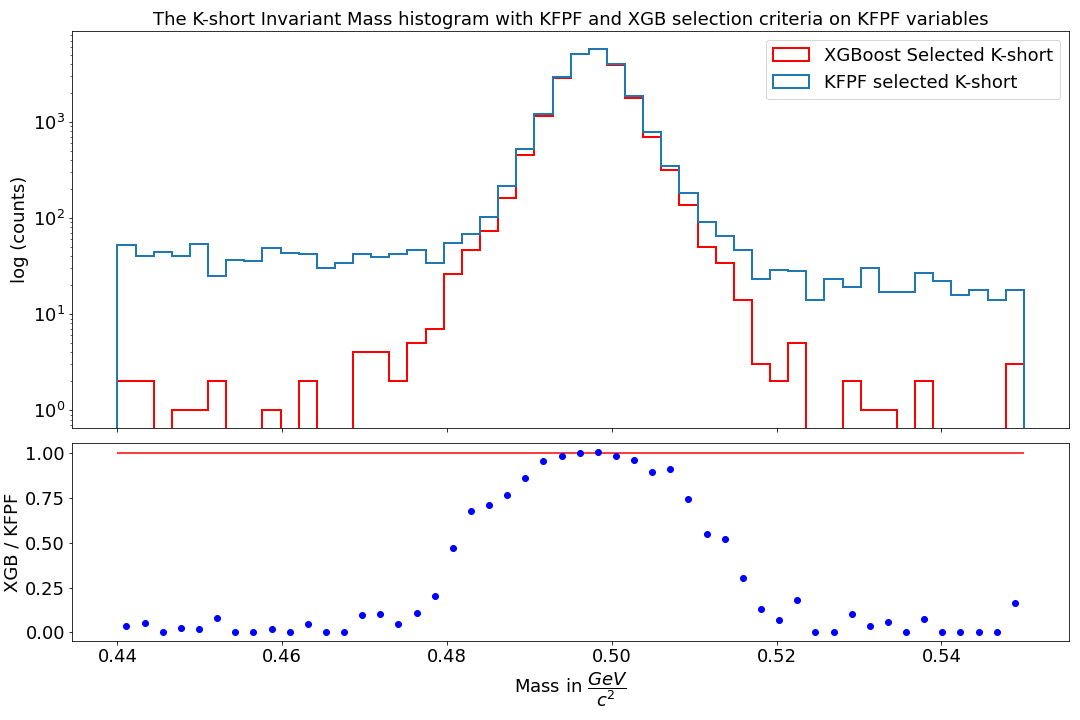 The K-short Invariant Mass histogram with KFPF and XGB selection criteria on KFPF variables
XGBoost Selected K-short
KFPF selected K-short
log (counts)
10³
10²
10¹
10⁰
XGB / KFPF
1.00
0.75
0.50
0.25
0.00
0.44 0.46 0.48 0.50 0.52 0.54
Mass in GeV/c²